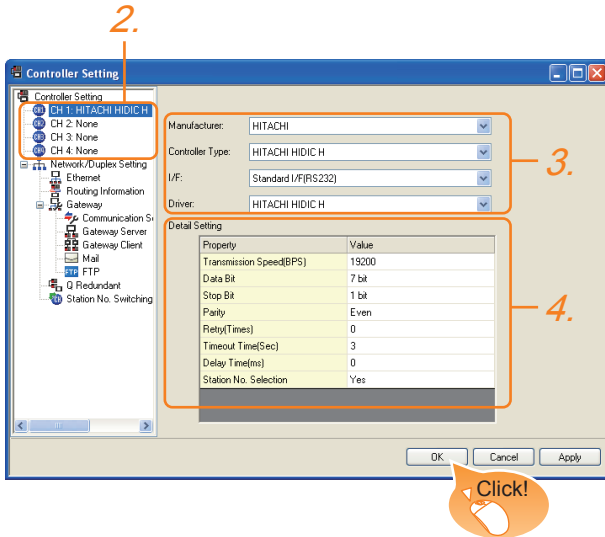 2.
Controller Setting
Controller Setting
CH 1: HITACHI HIDIC H
CH 2: None
CH 3: None
CH 4: None
Network/Duplex Setting
Ethernet
Routing Information
Gateway
Communication Se
Gateway Server
Gateway Client
Mail
FTP FTP
Q Redundant
Station No. Switching
Manufacturer: HITACHI
Controller Type: HITACHI HIDIC H
I/F: Standard I/F(RS232)
Driver: HITACHI HIDIC H
3.
Detail Setting
Property Value
Transmission Speed(BPS) 19200
Data Bit 7 bit
Stop Bit 1 bit
Parity Even
Retry(Times) 0
Timeout Time(Sec) 3
Delay Time(ms) 0
Station No. Selection Yes
4.
OK Cancel Apply
Click!